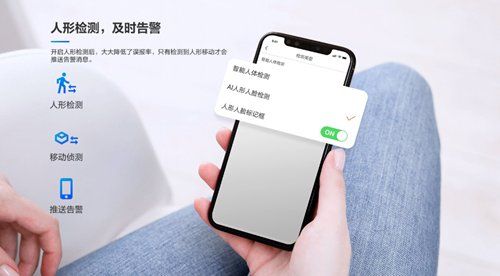 人形检测，及时告警
开启人形检测后，大大降低了误报率，只有检测到人形移动才会
推送告警消息。
人形检测
移动侦测
推送告警
智能人体检测
智能人体检测
AI人形人脸检测
人形人脸标记框
ON